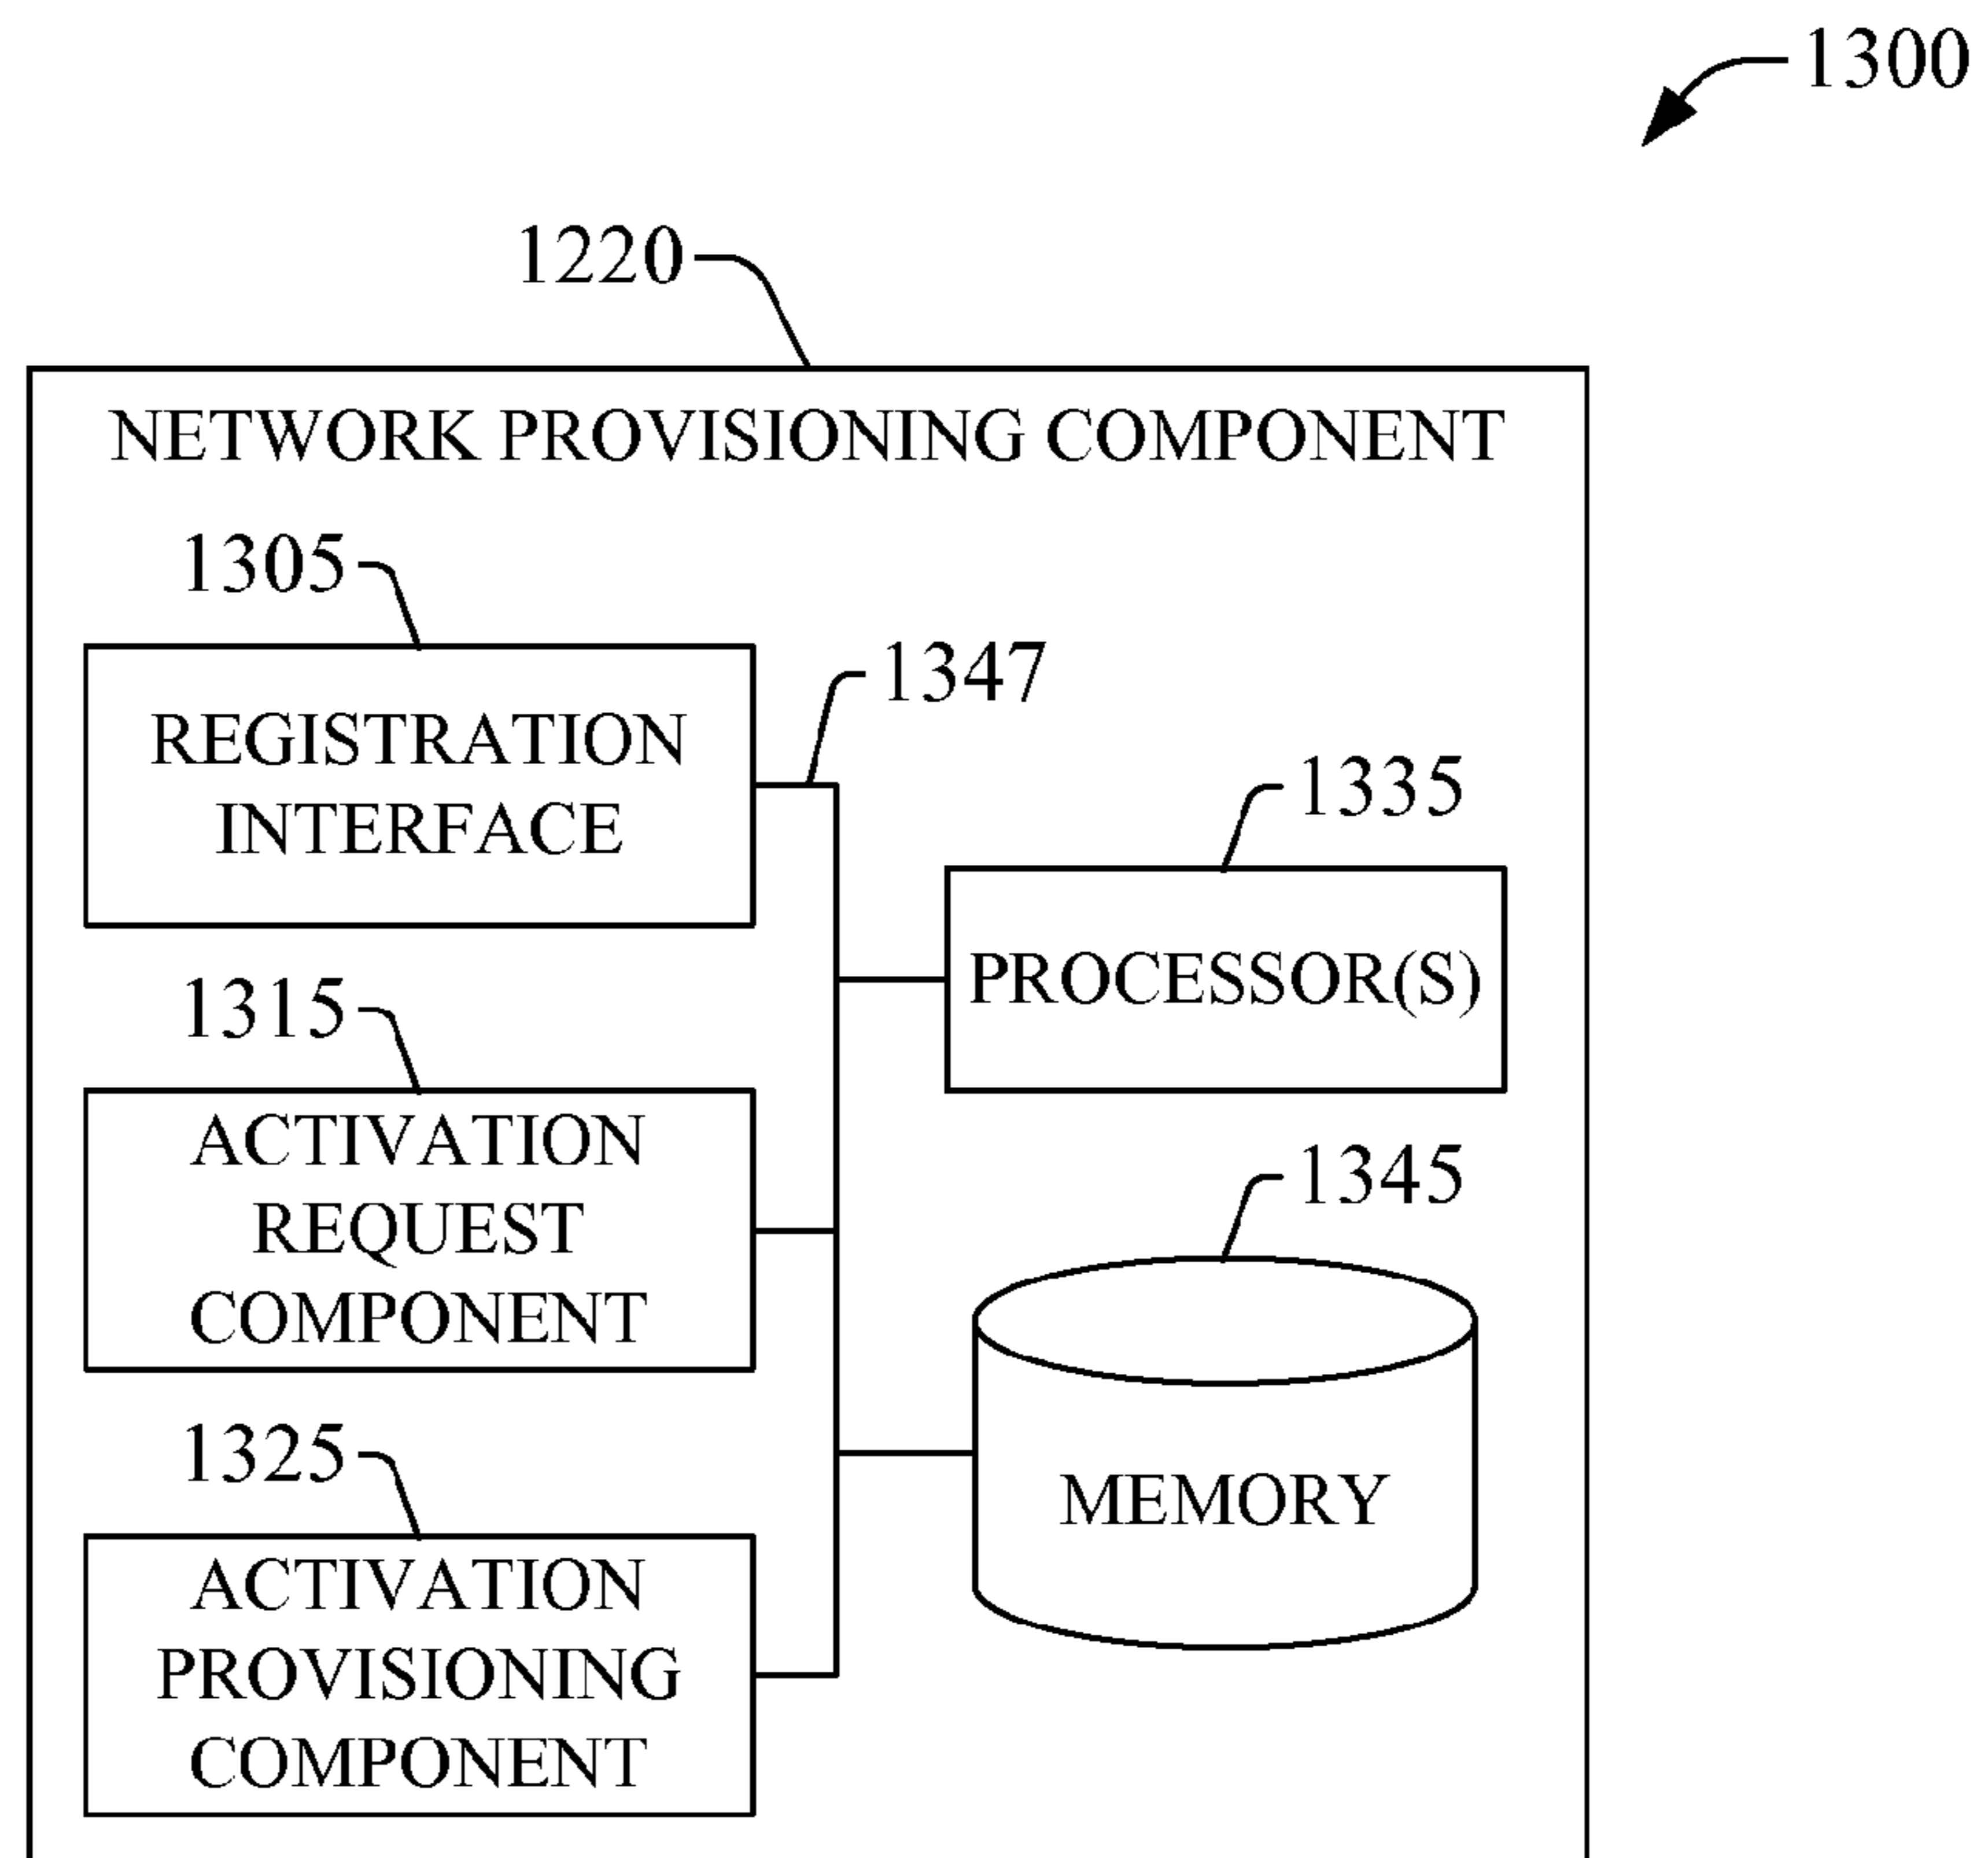 1300
1220
NETWORK PROVISIONING COMPONENT
1305
REGISTRATION
INTERFACE
1347
1335
PROCESSOR(S)
1315
ACTIVATION
REQUEST
COMPONENT
1345
MEMORY
1325
ACTIVATION
PROVISIONING
COMPONENT